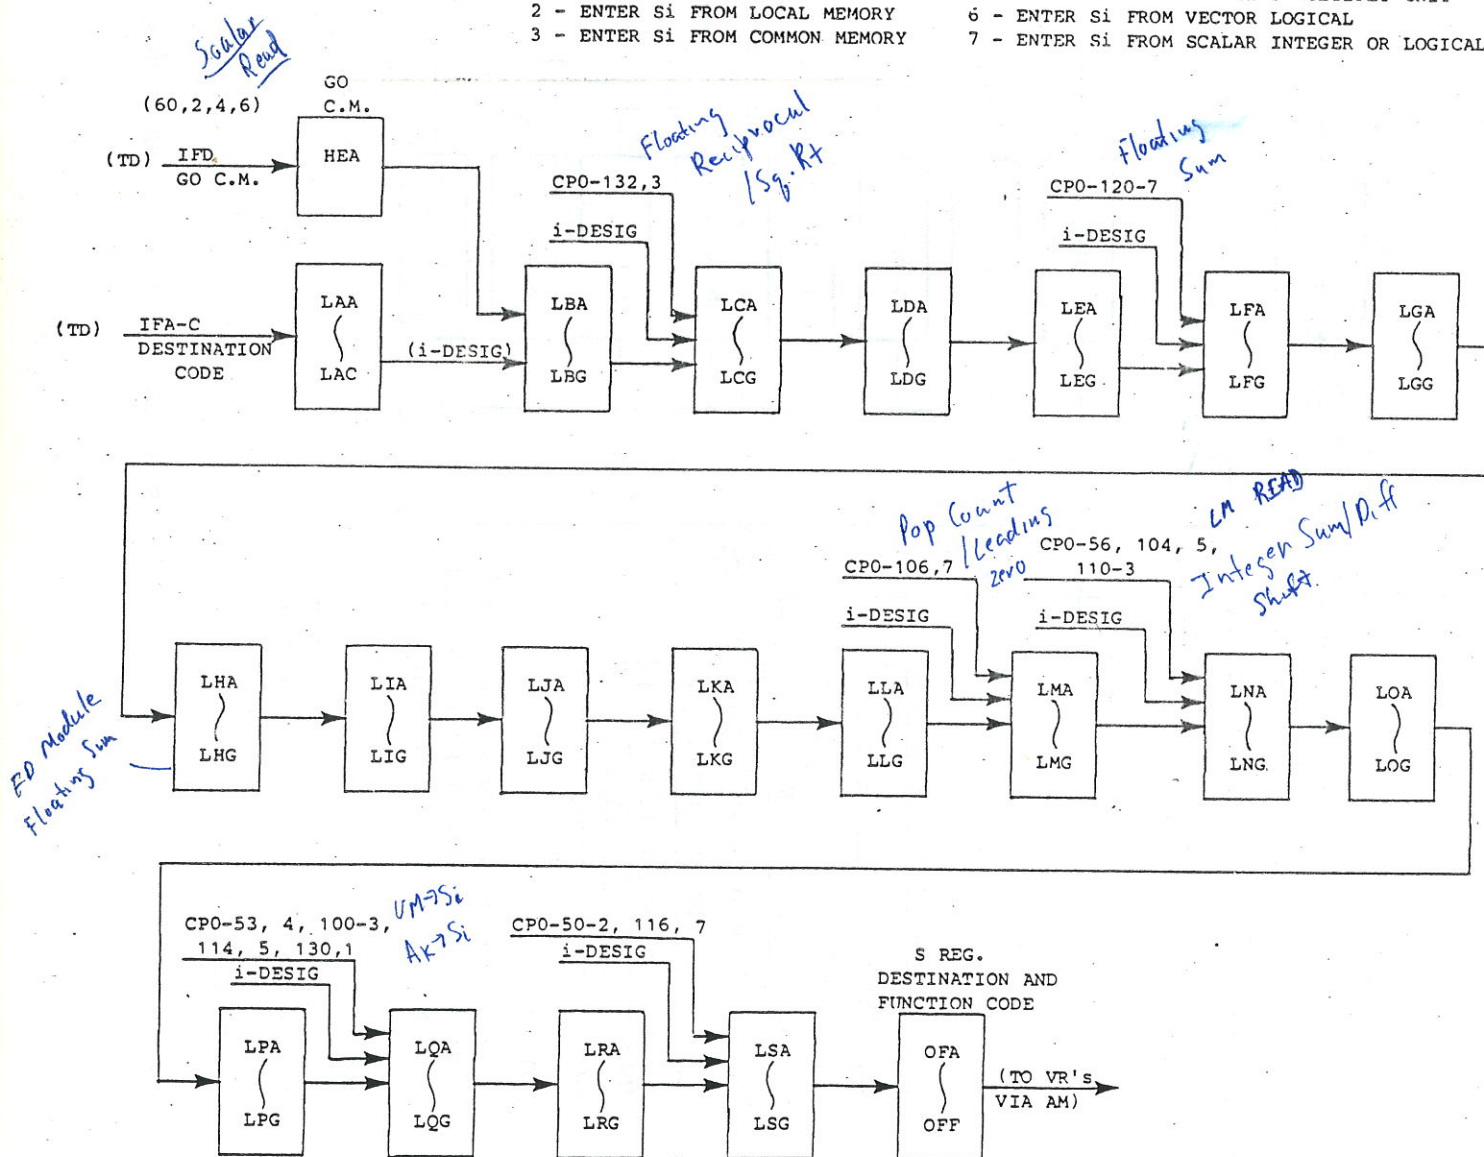 2 - ENTER Si FROM LOCAL MEMORY
3 - ENTER Si FROM COMMON MEMORY
6 - ENTER Si FROM VECTOR LOGICAL
7 - ENTER Si FROM SCALAR INTEGER OR LOGICAL
Scalar
Read
(60,2,4,6)
GO
C.M.
(TD)
IFD
GO C.M.
HEA
Floating
Reciprocal
/Sq. Rt
Floating
Sum
CPO-132,3
i-DESIG
CPO-120-7
i-DESIG
(TD)
IFA-C
DESTINATION
CODE
LAA
LAC
(i-DESIG)
LBA
LBG
LCA
LCG
LDA
LDG
LEA
LEG
LFA
LFG
LGA
LGG
Pop Count
/Leading
zero
CPO-106,7
i-DESIG
LM READ
Integer Sum/Diff
Shift.
CPO-56, 104, 5,
110-3
i-DESIG
Module
Floating Sum
LHA
LHG
LIA
LIG
LJA
LJG
LKA
LKG
LLA
LLG
LMA
LMG
LNA
LNG
LOA
LOG
CPO-53, 4, 100-3,
114, 5, 130,1
i-DESIG
VM→Si
AK→Si
CPO-50-2, 116, 7
i-DESIG
S REG.
DESTINATION AND
FUNCTION CODE
LPA
LPG
LQA
LQG
LRA
LRG
LSA
LSG
OFA
OFF
(TO VR's
VIA AM)